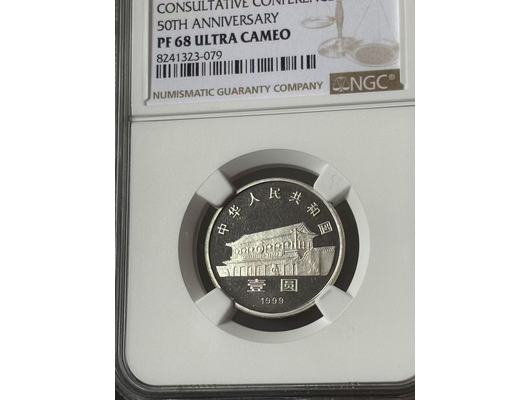 CONSULTATIVE CONFERENCE
50TH ANNIVERSARY
PF 68 ULTRA CAMEO
8241323-079
NUMISMATIC GUARANTY COMPANY
NGC®
中华人民共和国
壹圆
1999